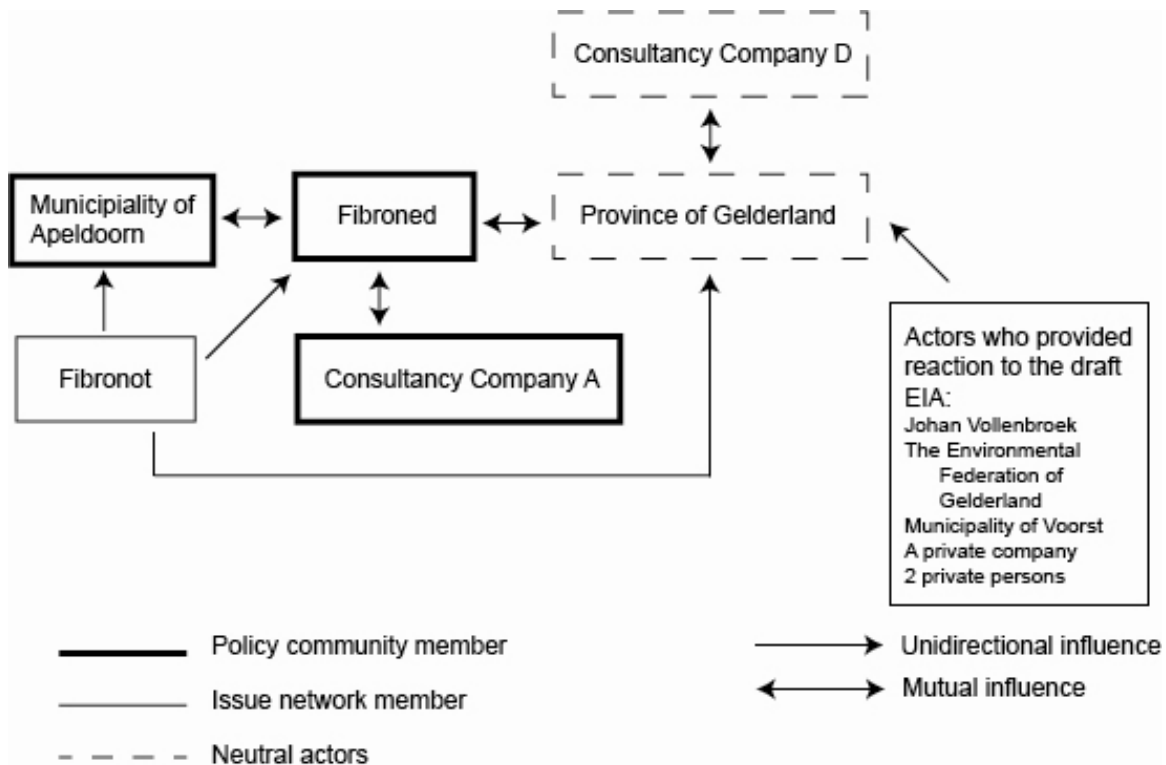 Consultancy Company D
Municipiality of
Apeldoorn
Fibroned
Province of Gelderland
Fibronot
Consultancy Company A
Actors who provided
reaction to the draft
EIA:
Johan Vollenbroek
The Environmental
Federation of
Gelderland
Municipality of Voorst
A private company
2 private persons
Policy community member
Issue network member
Neutral actors
Unidirectional influence
Mutual influence